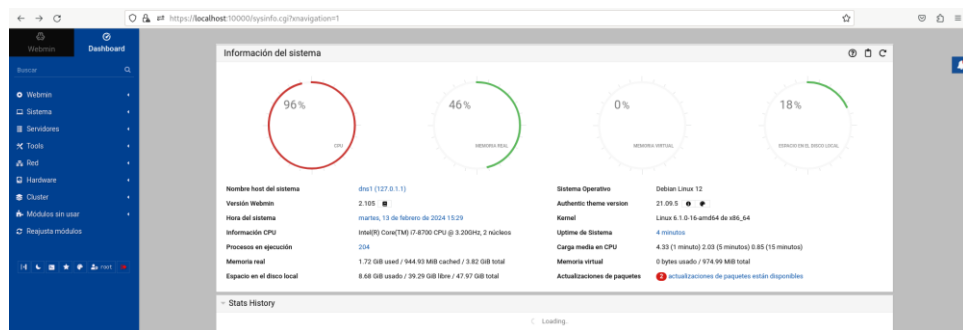 https://localhost:10000/sysinfo.cgi?xnavigation=1
Webmin
Dashboard
Buscar
Webmin
Sistema
Servidores
Tools
Red
Hardware
Cluster
Módulos sin usar
Reajusta módulos
root
Información del sistema
96%
CPU
46%
MEMORIA REAL
0%
MEMORIA VIRTUAL
18%
ESPACIO EN EL DISCO LOCAL
Nombre host del sistema dns1 (127.0.1.1) Sistema Operativo Debian Linux 12
Versión Webmin 2.105 Authentic theme version 21.09.5
Hora del sistema martes, 13 de febrero de 2024 15:29 Kernel Linux 6.1.0-16-amd64 de x86_64
Información CPU Intel(R) Core(TM) i7-8700 CPU @ 3.20GHz, 2 núcleos Uptime de Sistema 4 minutos
Procesos en ejecución 204 Carga media en CPU 4.33 (1 minuto) 2.03 (5 minutos) 0.85 (15 minutos)
Memoria real 1.72 GiB used / 944.93 MiB cached / 3.82 GiB total Memoria virtual 0 bytes usado / 974.99 MiB total
Espacio en el disco local 8.68 GiB usado / 39.29 GiB libre / 47.97 GiB total Actualizaciones de paquetes 2 actualizaciones de paquetes están disponibles
Stats History
Loading.